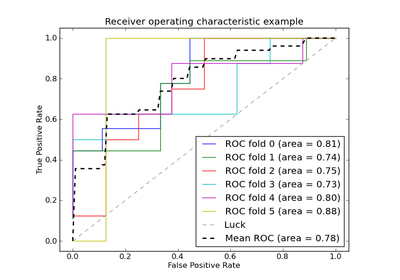 Receiver operating characteristic example
True Positive Rate
1.0
0.8
0.6
0.4
0.2
0.0
ROC fold 0 (area = 0.81)
ROC fold 1 (area = 0.74)
ROC fold 2 (area = 0.75)
ROC fold 3 (area = 0.73)
ROC fold 4 (area = 0.80)
ROC fold 5 (area = 0.88)
Luck
Mean ROC (area = 0.78)
0.0 0.2 0.4 0.6 0.8 1.0
False Positive Rate